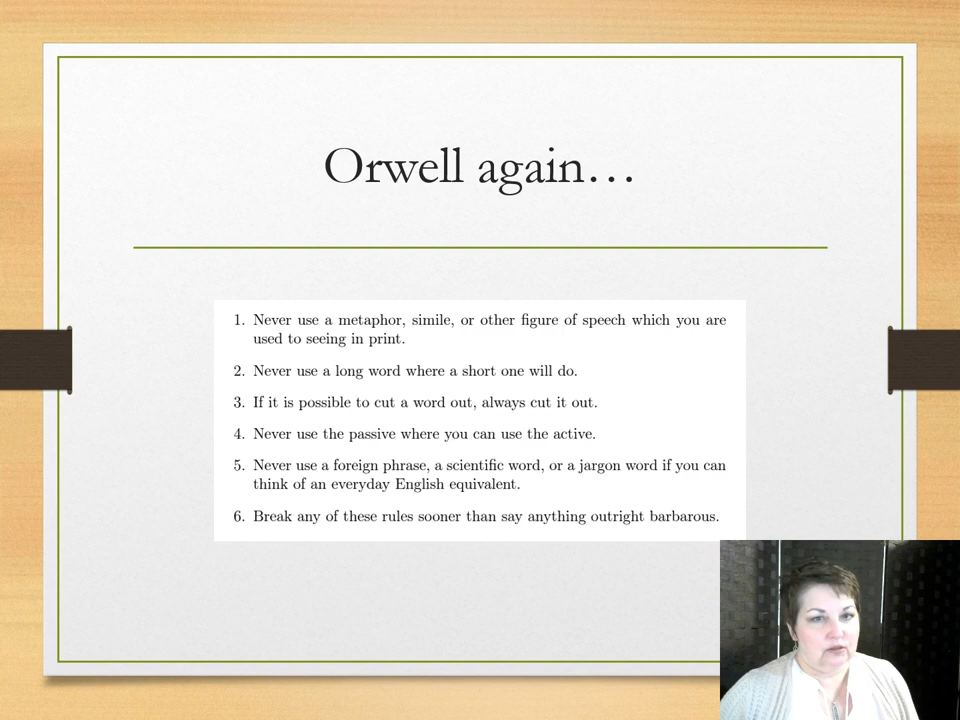 Orwell again…
1. Never use a metaphor, simile, or other figure of speech which you are
used to seeing in print.
2. Never use a long word where a short one will do.
3. If it is possible to cut a word out, always cut it out.
4. Never use the passive where you can use the active.
5. Never use a foreign phrase, a scientific word, or a jargon word if you can
think of an everyday English equivalent.
6. Break any of these rules sooner than say anything outright barbarous.